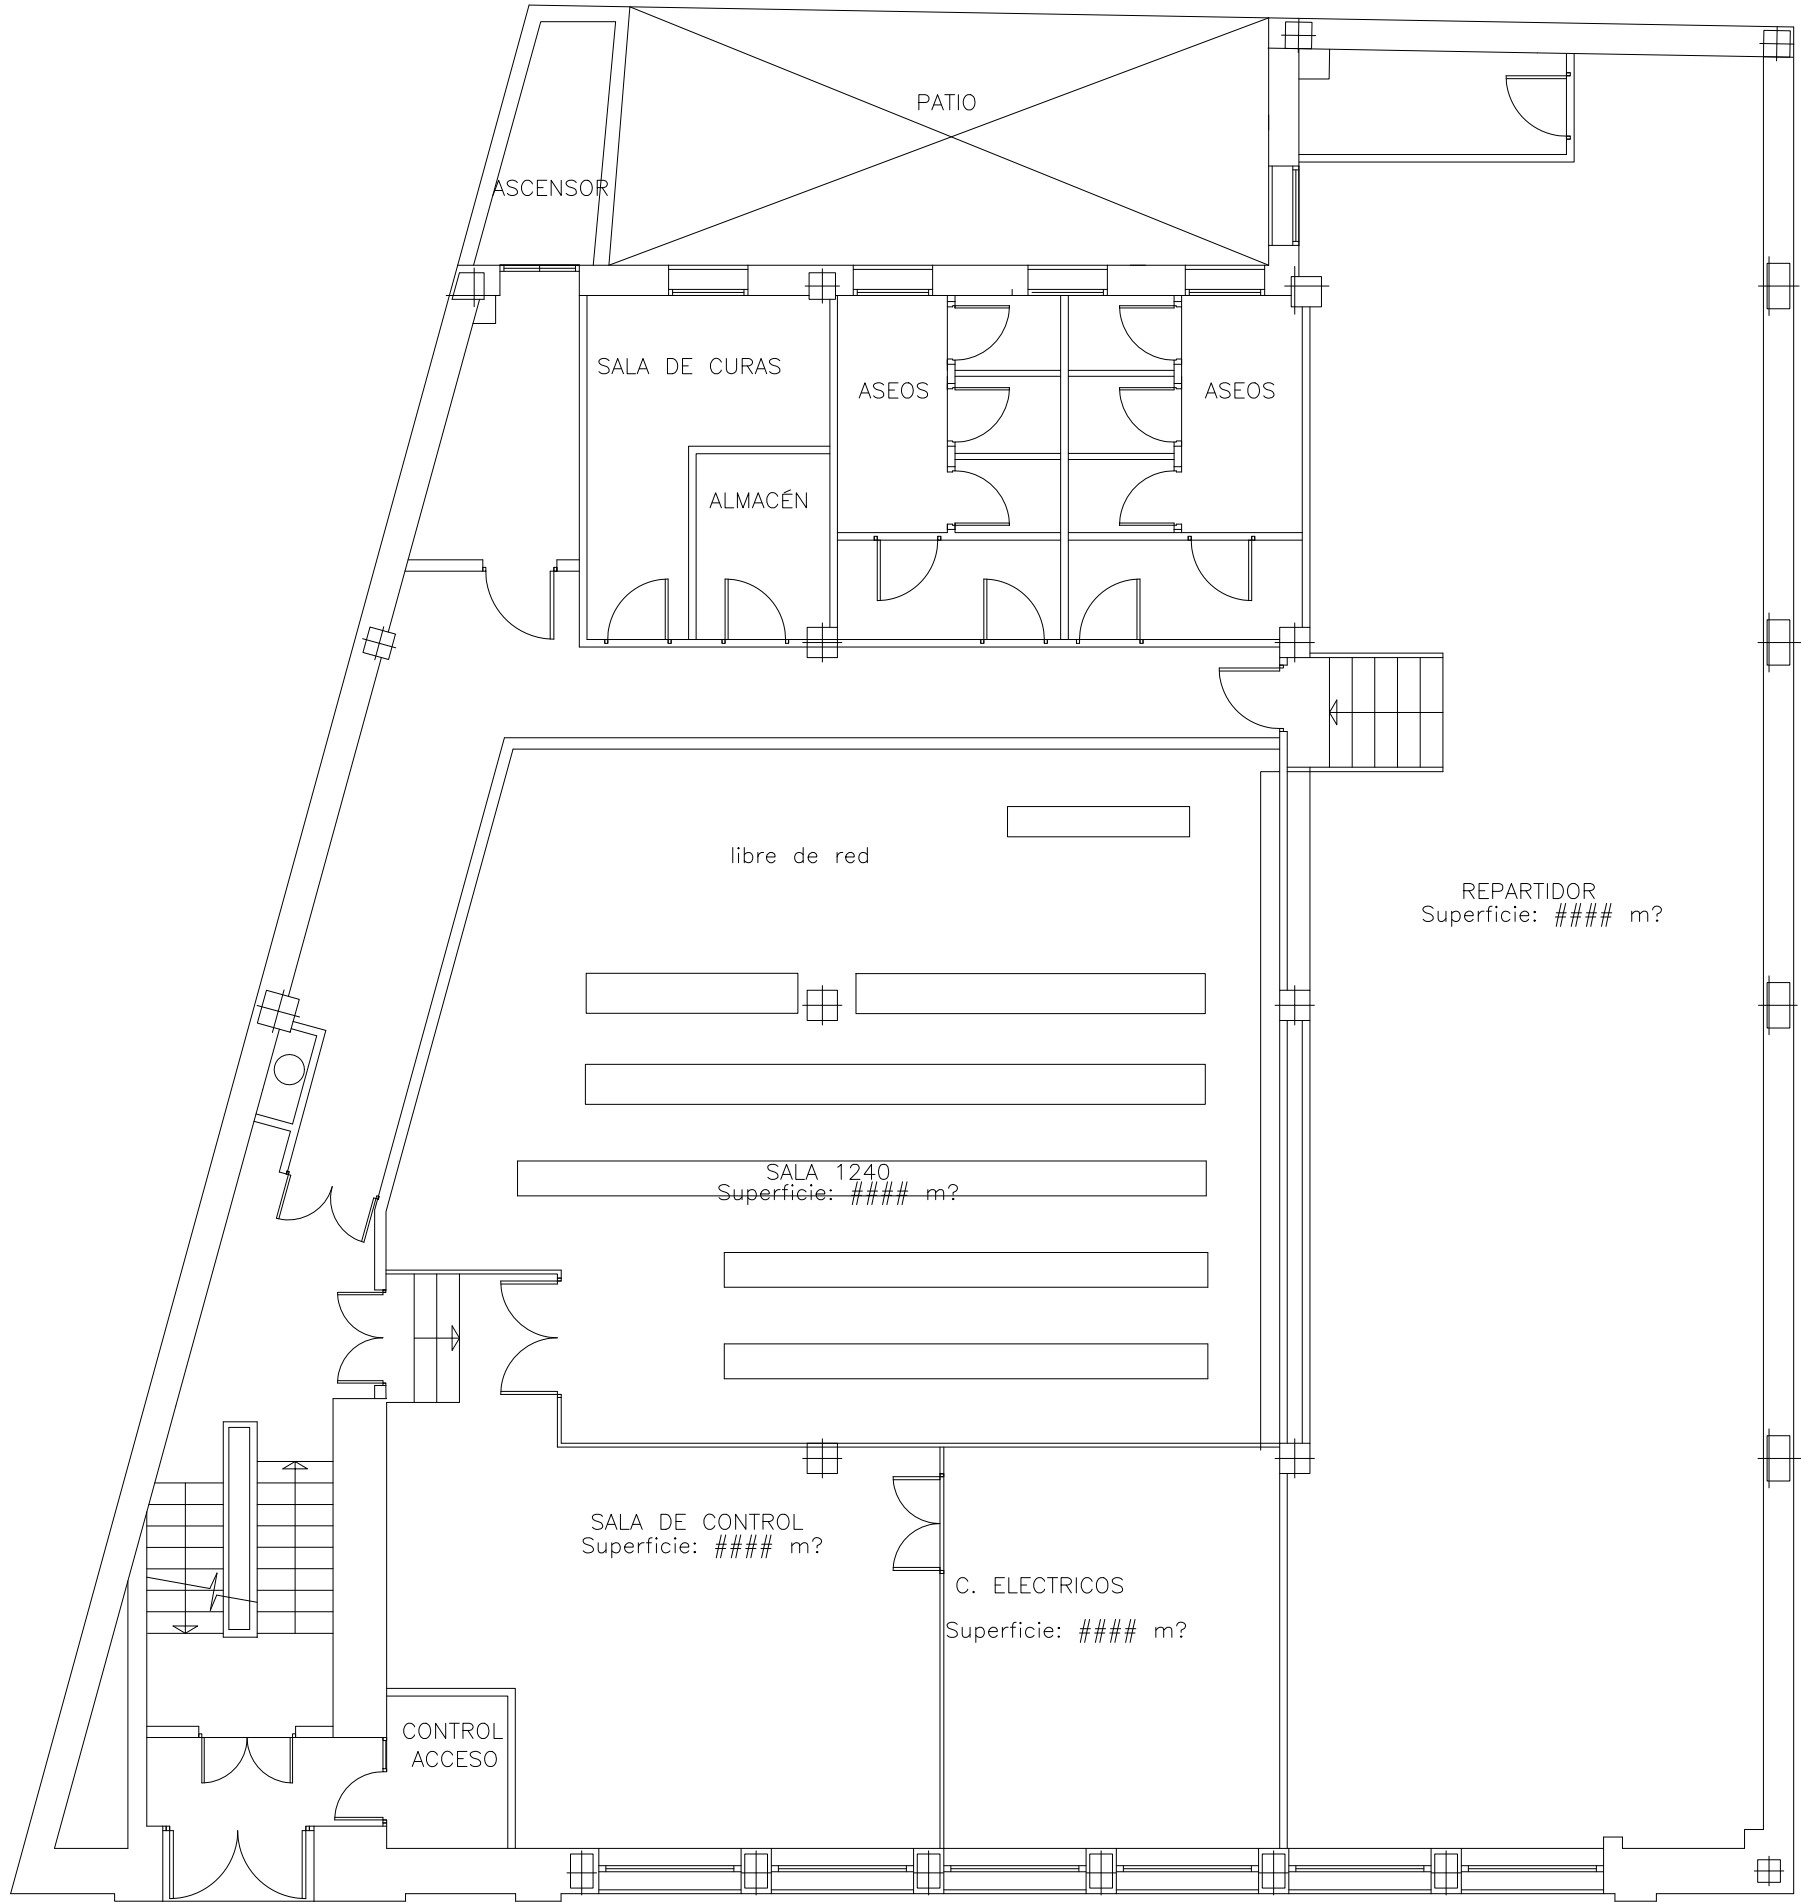 PATIO
ASCENSOR
SALA DE CURAS
ASEOS
ASEOS
ALMACÉN
libre de red
REPARTIDOR
Superficie: #### m?
SALA 1240
Superficie: #### m?
SALA DE CONTROL
Superficie: #### m?
C. ELECTRICOS
Superficie: #### m?
CONTROL
ACCESO